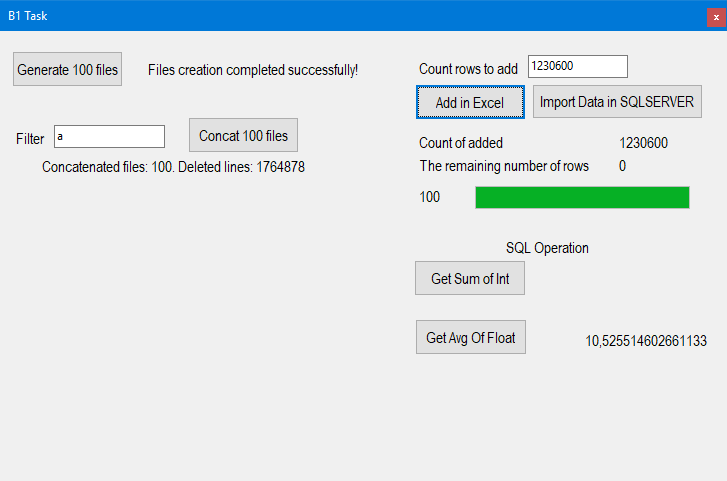 B1 Task
Generate 100 files
Files creation completed successfully!
Filter
a
Concat 100 files
Concatenated files: 100. Deleted lines: 1764878
Count rows to add
1230600
Add in Excel
Import Data in SQLSERVER
Count of added 1230600
The remaining number of rows 0
100
SQL Operation
Get Sum of Int
Get Avg Of Float
10,525514602661133